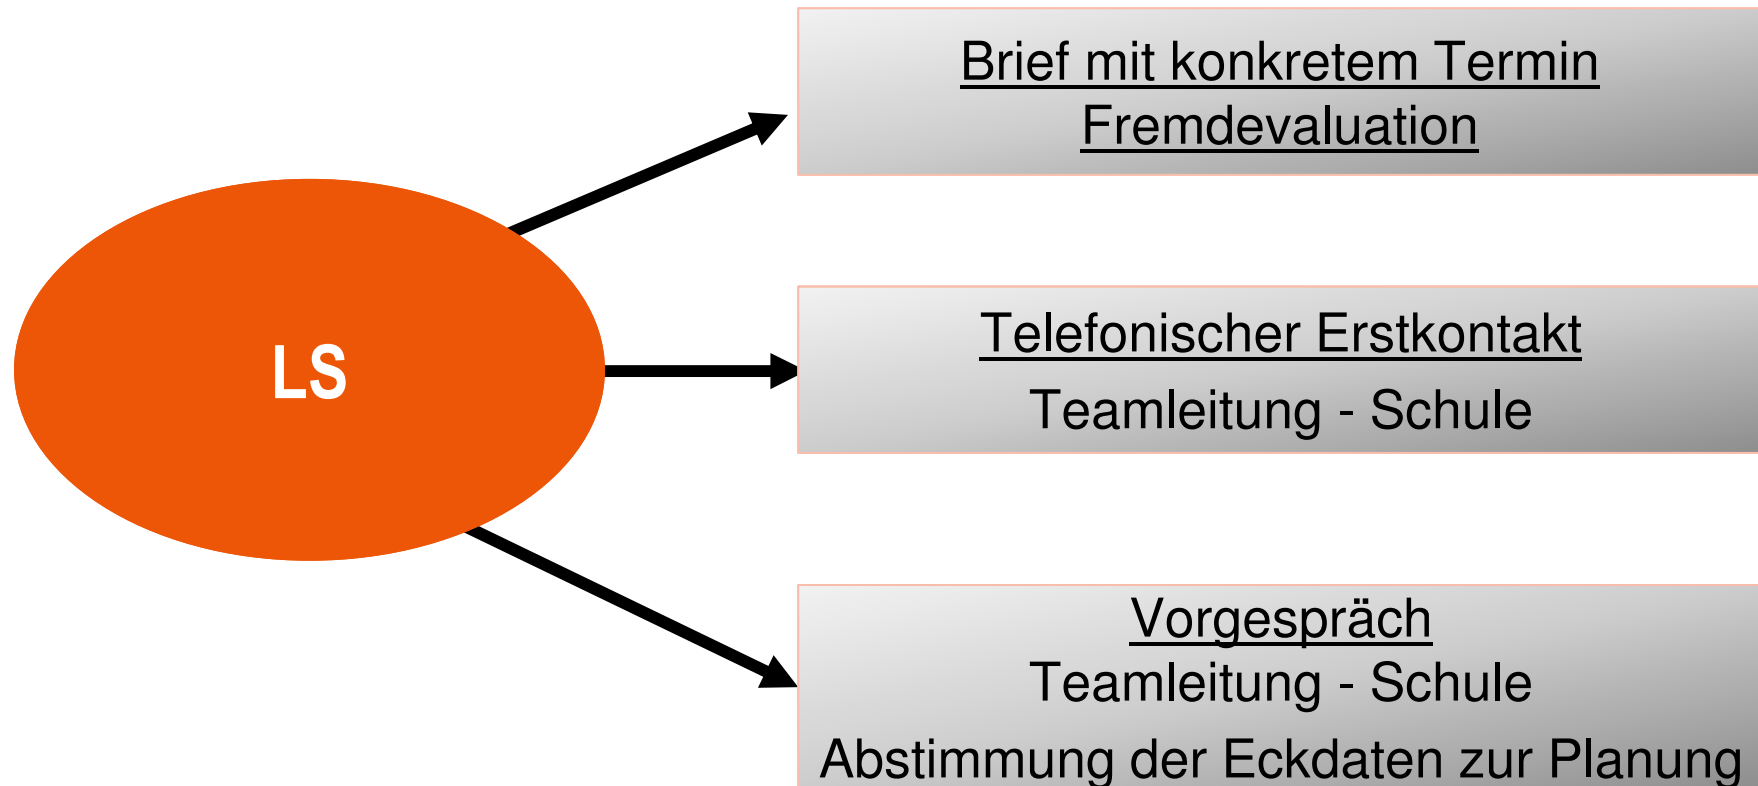 Brief mit konkretem Termin
Fremdevaluation
LS
Telefonischer Erstkontakt
Teamleitung - Schule
Vorgespräch
Teamleitung - Schule
Abstimmung der Eckdaten zur Planung